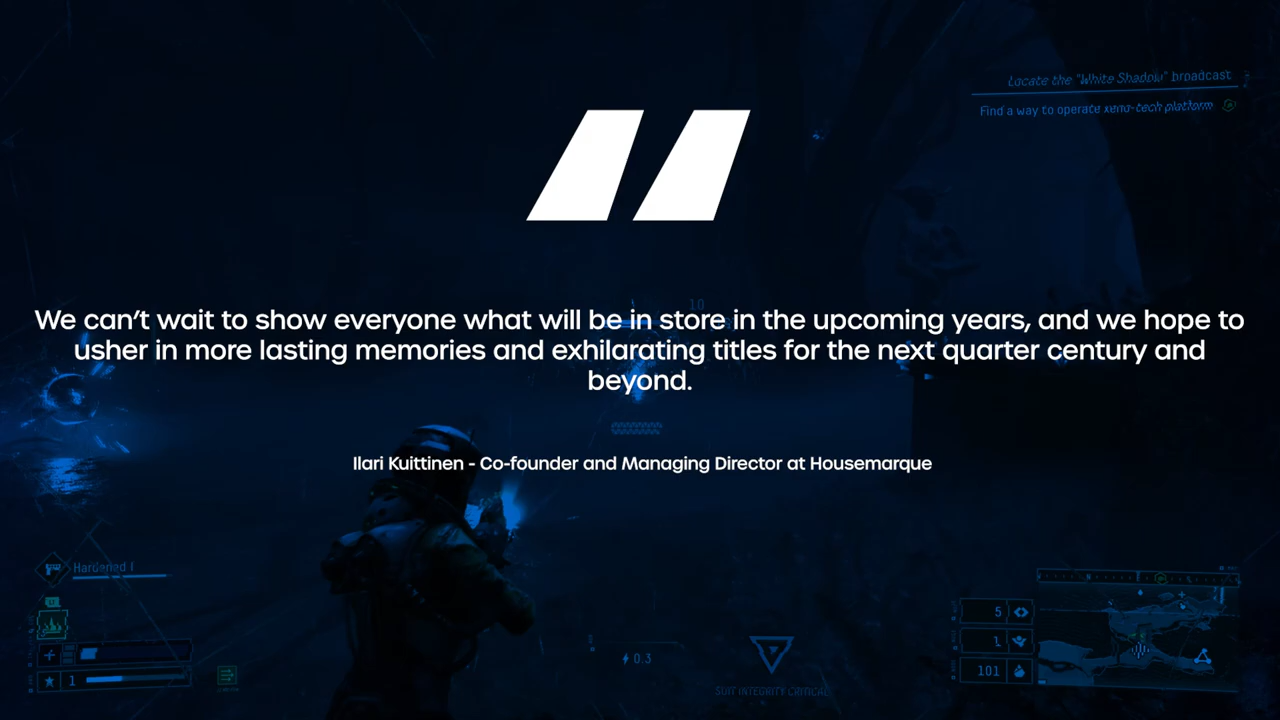 Locate the "White Shadow" broadcast
Find a way to operate xeno-tech platform
10
We can't wait to show everyone what will be in store in the upcoming years, and we hope to
usher in more lasting memories and exhilarating titles for the next quarter century and
beyond.
Ilari Kuittinen - Co-founder and Managing Director at Housemarque
Hardened I
5
1
0.3
101
1
SUIT INTEGRITY CRITICAL